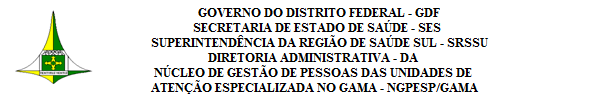 GOVERNO DO DISTRITO FEDERAL - GDF
SECRETARIA DE ESTADO DE SAÚDE - SES
SUPERINTENDÊNCIA DA REGIÃO DE SAÚDE SUL - SRSSU
DIRETORIA ADMINISTRATIVA - DA
NÚCLEO DE GESTÃO DE PESSOAS DAS UNIDADES DE
ATENÇÃO ESPECIALIZADA NO GAMA - NGPESP/GAMA